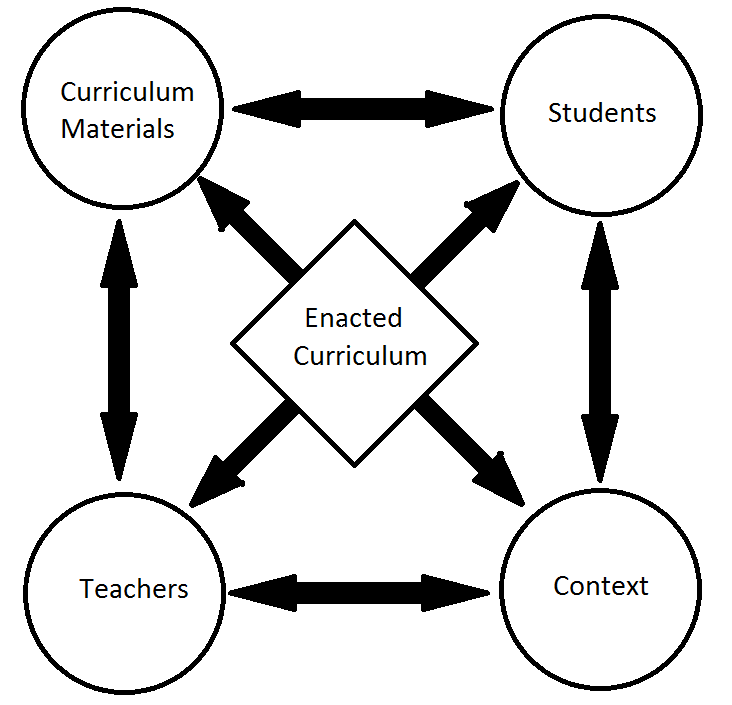 Curriculum
Materials
Students
Enacted
Curriculum
Teachers
Context